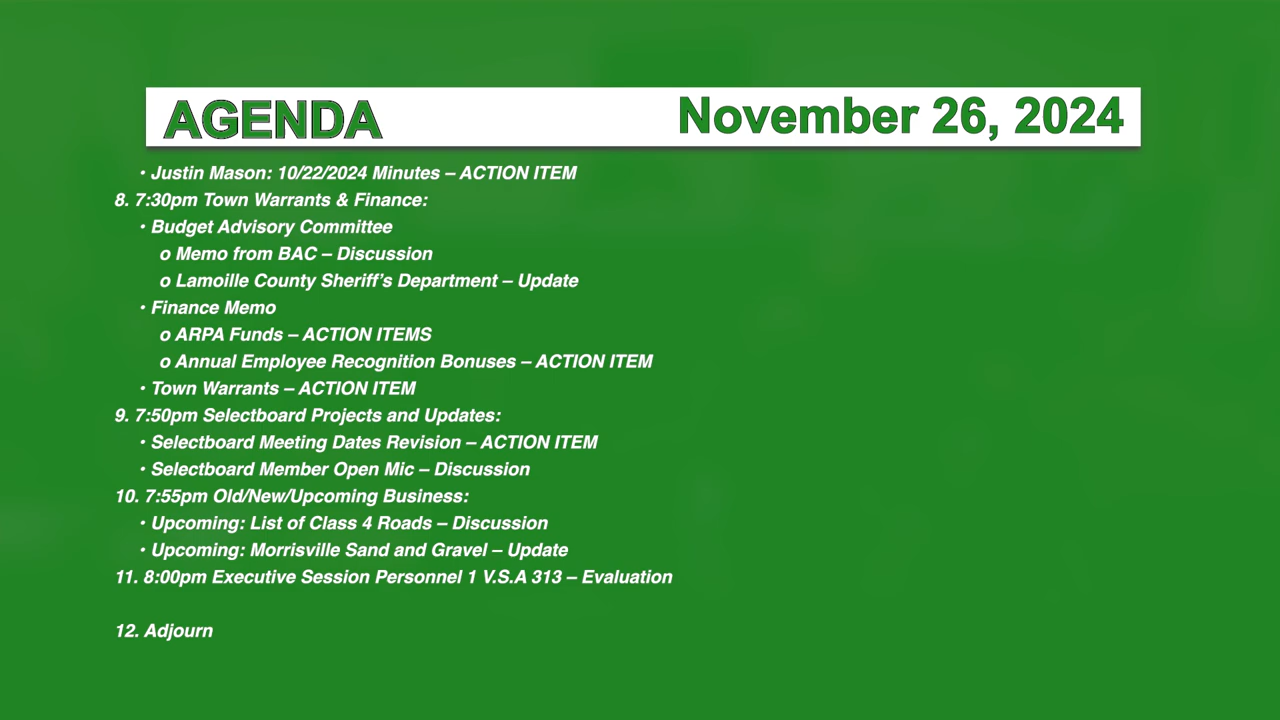 AGENDA November 26, 2024
• Justin Mason: 10/22/2024 Minutes – ACTION ITEM
8. 7:30pm Town Warrants & Finance:
• Budget Advisory Committee
o Memo from BAC – Discussion
o Lamoille County Sheriff’s Department – Update
• Finance Memo
o ARPA Funds – ACTION ITEMS
o Annual Employee Recognition Bonuses – ACTION ITEM
• Town Warrants – ACTION ITEM
9. 7:50pm Selectboard Projects and Updates:
• Selectboard Meeting Dates Revision – ACTION ITEM
• Selectboard Member Open Mic – Discussion
10. 7:55pm Old/New/Upcoming Business:
• Upcoming: List of Class 4 Roads – Discussion
• Upcoming: Morrisville Sand and Gravel – Update
11. 8:00pm Executive Session Personnel 1 V.S.A 313 – Evaluation
12. Adjourn